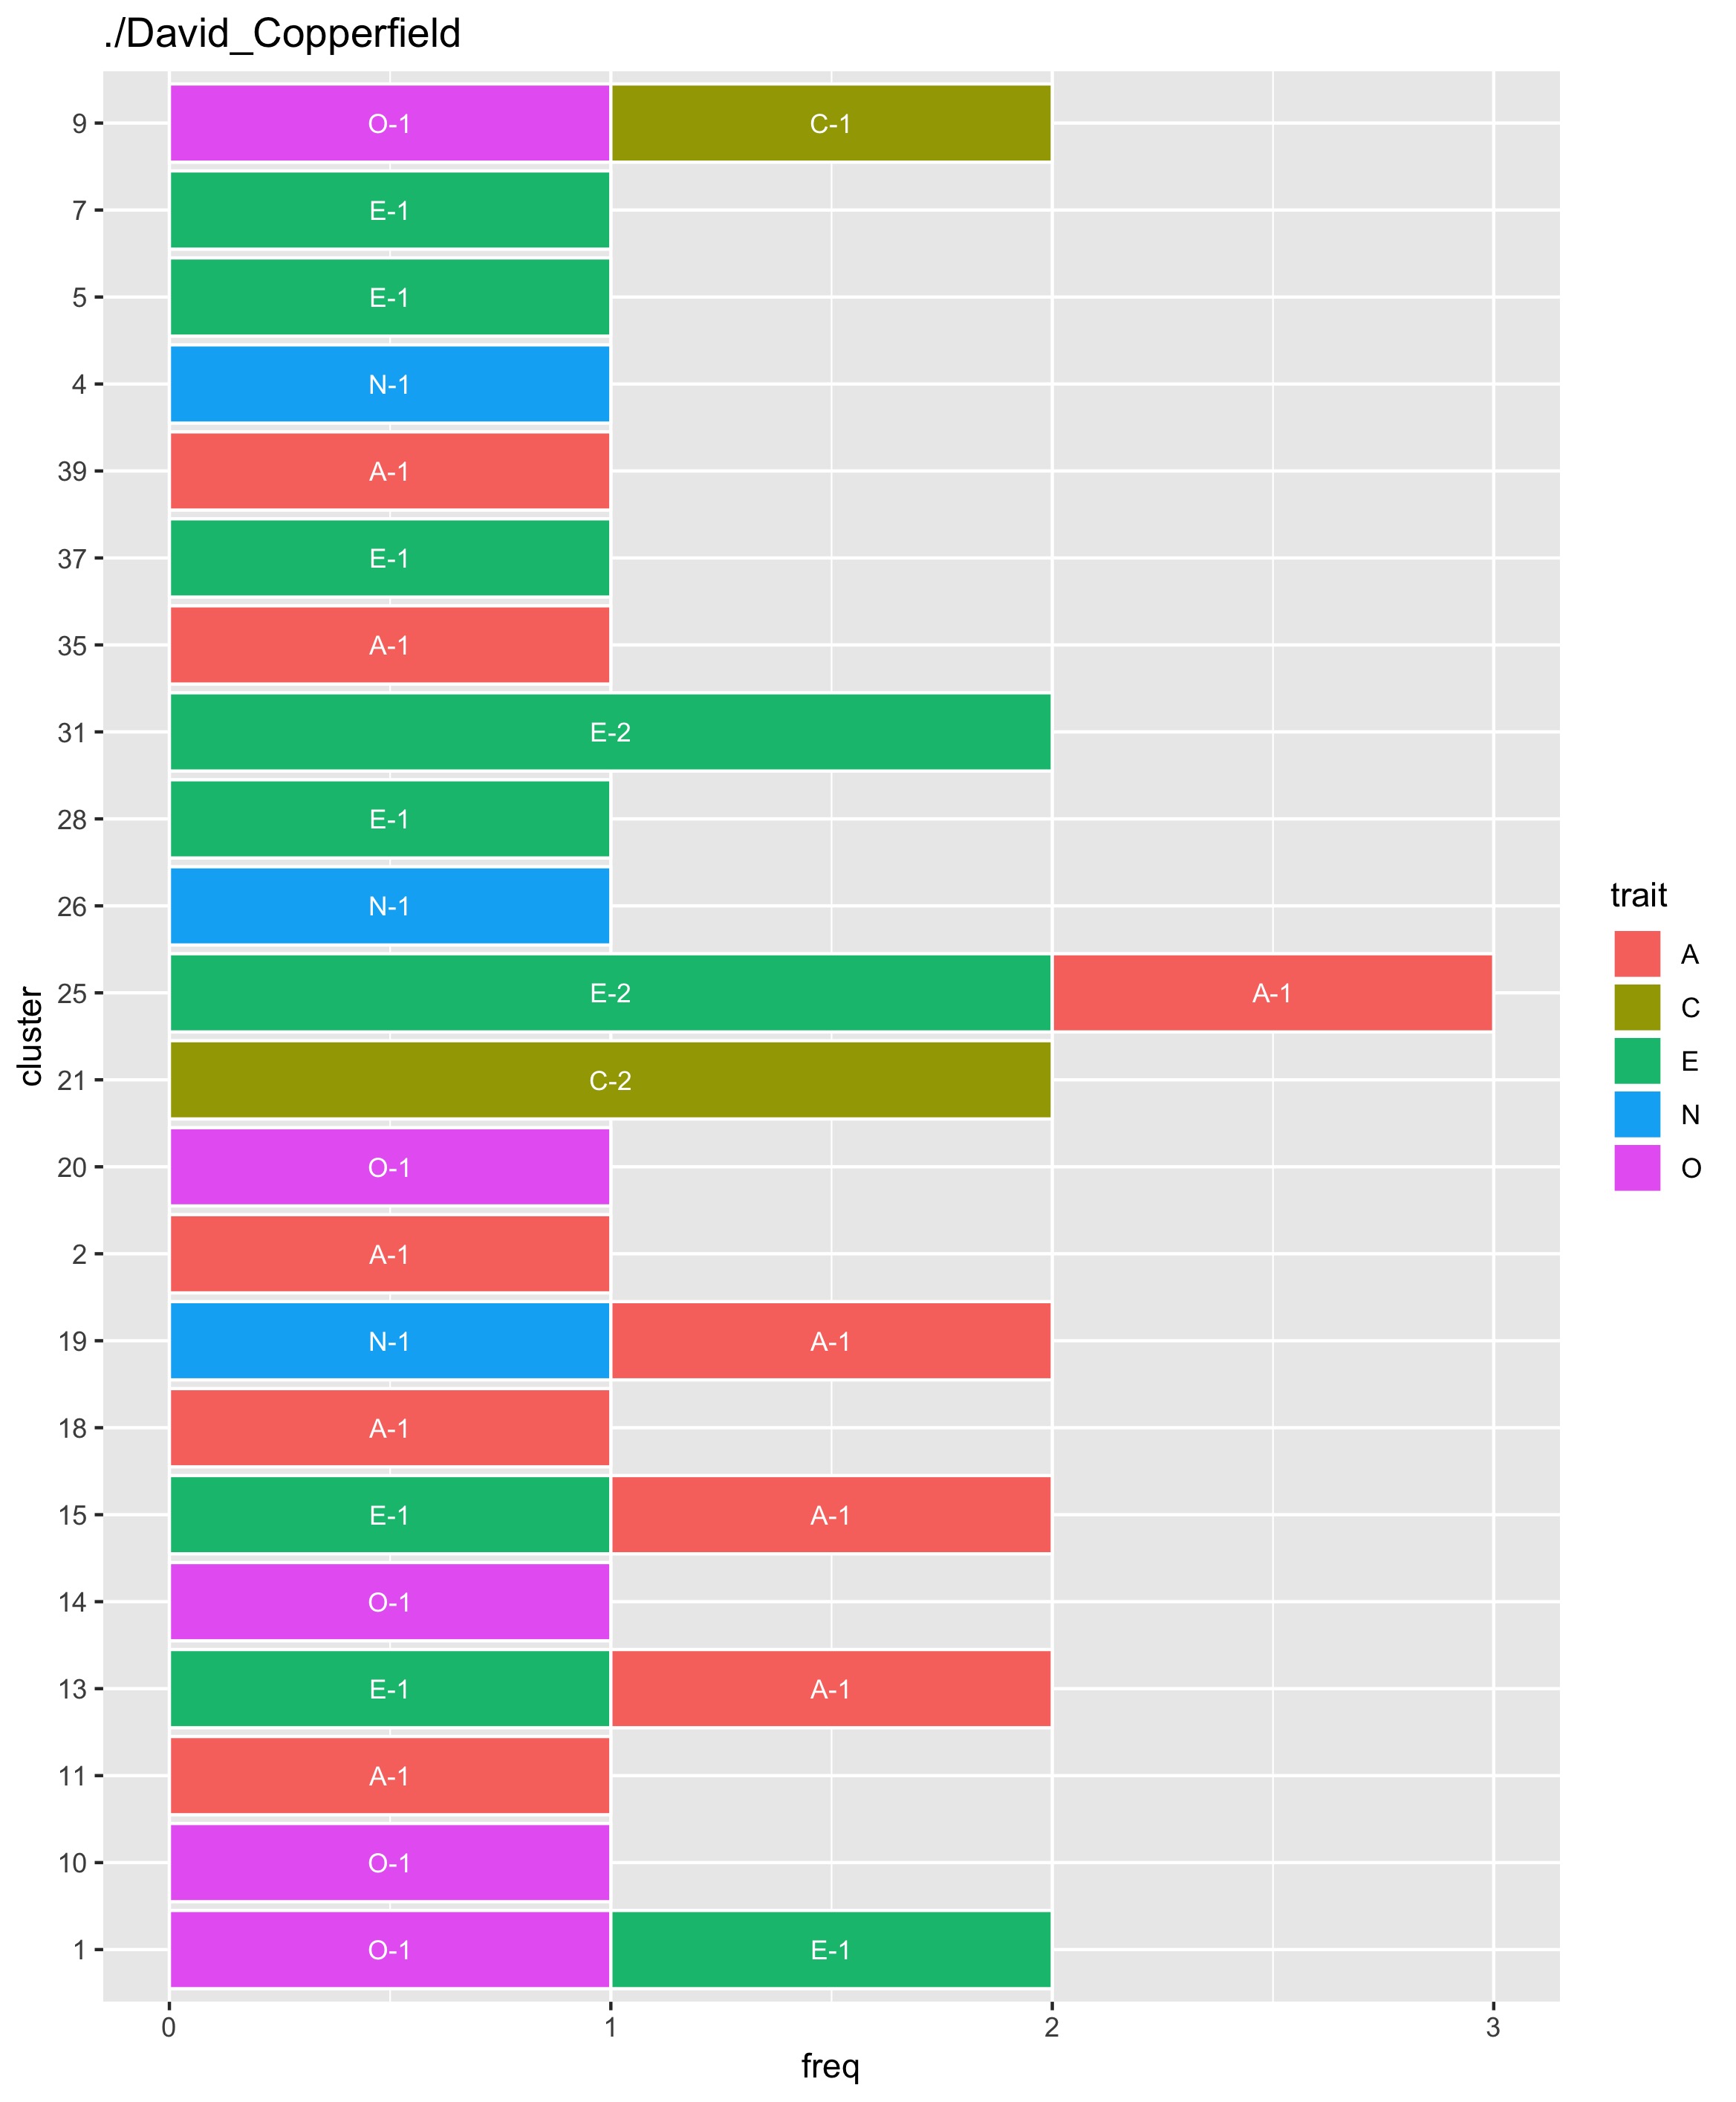 ./David_Copperfield
9 O-1 C-1
7 E-1
5 E-1
4 N-1
39 A-1
37 E-1
35 A-1
31 E-2
28 E-1
26 N-1
25 E-2 A-1
21 C-2
20 O-1
2 A-1
19 N-1 A-1
18 A-1
15 E-1 A-1
14 O-1
13 E-1 A-1
11 A-1
10 O-1
1 O-1 E-1
0 1 2 3
freq
cluster
trait
A
C
E
N
O